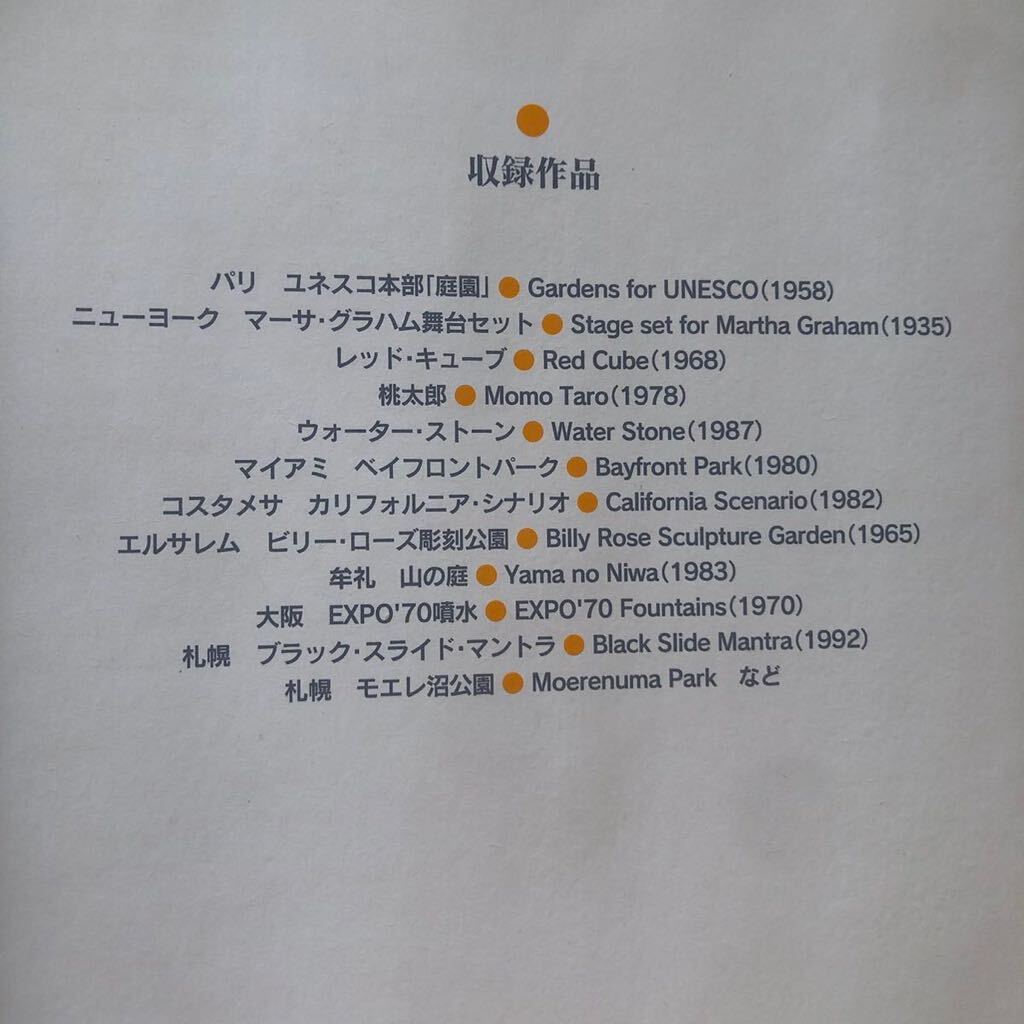 収録作品
パリ　ユネスコ本部「庭園」●Gardens for UNESCO(1958)
ニューヨーク　マーサ・グラハム舞台セット●Stage set for Martha Graham(1935)
レッド・キューブ●Red Cube(1968)
桃太郎●Momo Taro(1978)
ウォーター・ストーン●Water Stone(1987)
マイアミ　ベイフロントパーク●Bayfront Park(1980)
コスタメサ　カリフォルニア・シナリオ●California Scenario(1982)
エルサレム　ビリー・ローズ彫刻公園●Billy Rose Sculpture Garden(1965)
牟礼　山の庭●Yama no Niwa(1983)
大阪　EXPO'70噴水●EXPO'70 Fountains(1970)
札幌　ブラック・スライド・マントラ●Black Slide Mantra(1992)
札幌　モエレ沼公園●Moerenuma Park　など